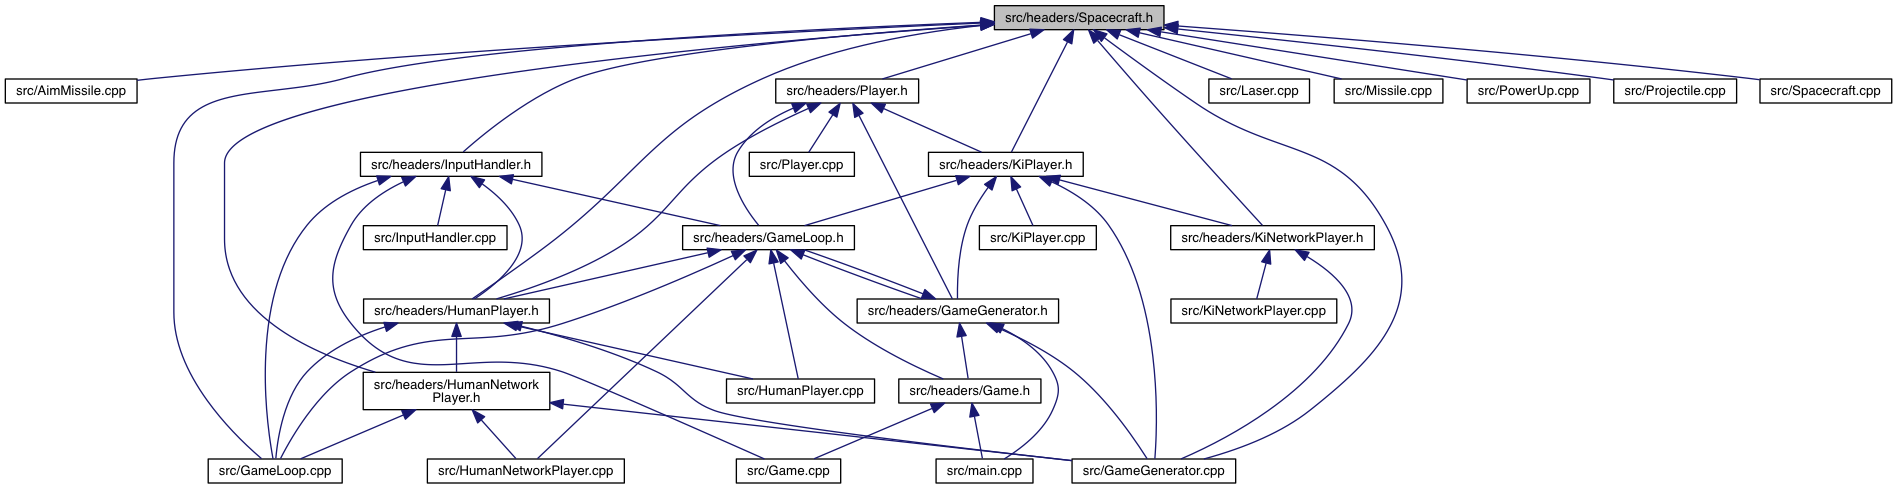 src/headers/Spacecraft.h
src/AimMissile.cpp
src/headers/Player.h
src/Laser.cpp
src/Missile.cpp
src/PowerUp.cpp
src/Projectile.cpp
src/Spacecraft.cpp
src/headers/InputHandler.h
src/Player.cpp
src/headers/KiPlayer.h
src/InputHandler.cpp
src/headers/GameLoop.h
src/KiPlayer.cpp
src/headers/KiNetworkPlayer.h
src/headers/HumanPlayer.h
src/headers/GameGenerator.h
src/KiNetworkPlayer.cpp
src/headers/HumanNetwork
Player.h
src/HumanPlayer.cpp
src/headers/Game.h
src/GameLoop.cpp
src/HumanNetworkPlayer.cpp
src/Game.cpp
src/main.cpp
src/GameGenerator.cpp